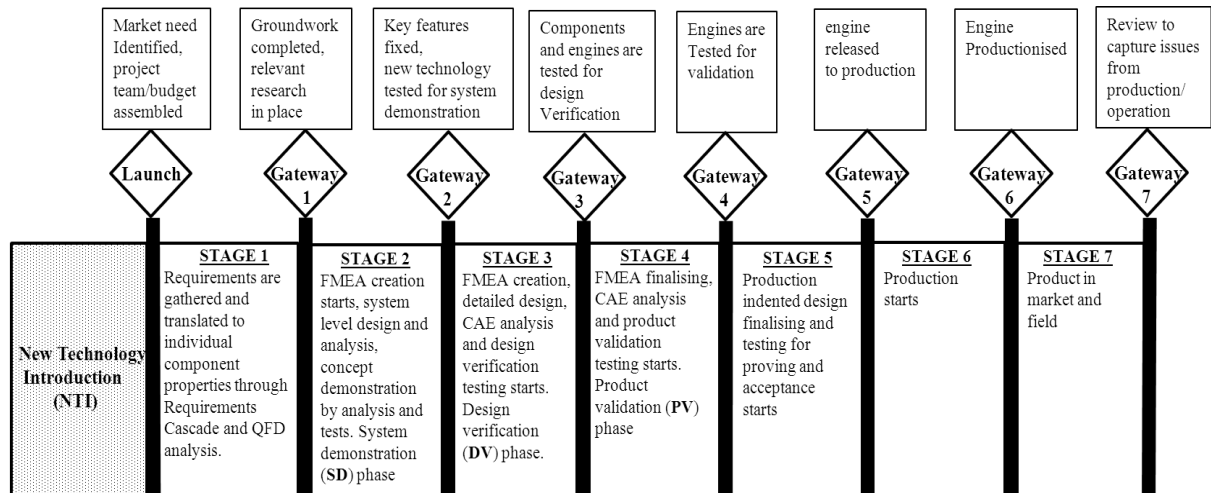 Market need
Identified,
project
team/budget
assembled
Groundwork
completed,
relevant
research
in place
Key features
fixed,
new technology
tested for system
demonstration
Components
and engines are
tested for
design
Verification
Engines are
Tested for
validation
engine
released
to production
Engine
Productionised
Review to
capture issues
from
production/
operation
Launch
Gateway
1
Gateway
2
Gateway
3
Gateway
4
Gateway
5
Gateway
6
Gateway
7
New Technology
Introduction
(NTI)
STAGE 1
Requirements are
gathered and
translated to
individual
component
properties through
Requirements
Cascade and QFD
analysis.
STAGE 2
FMEA creation
starts, system
level design and
analysis,
concept
demonstration
by analysis and
tests. System
demonstration
(SD) phase
STAGE 3
FMEA creation,
detailed design,
CAE analysis
and design
verification
testing starts.
Design
verification
(DV) phase.
STAGE 4
FMEA finalising,
CAE analysis
and product
validation
testing starts.
Product
validation (PV)
phase
STAGE 5
Production
indented design
finalising and
testing for
proving and
acceptance
starts
STAGE 6
Production
starts
STAGE 7
Product in
market and
field